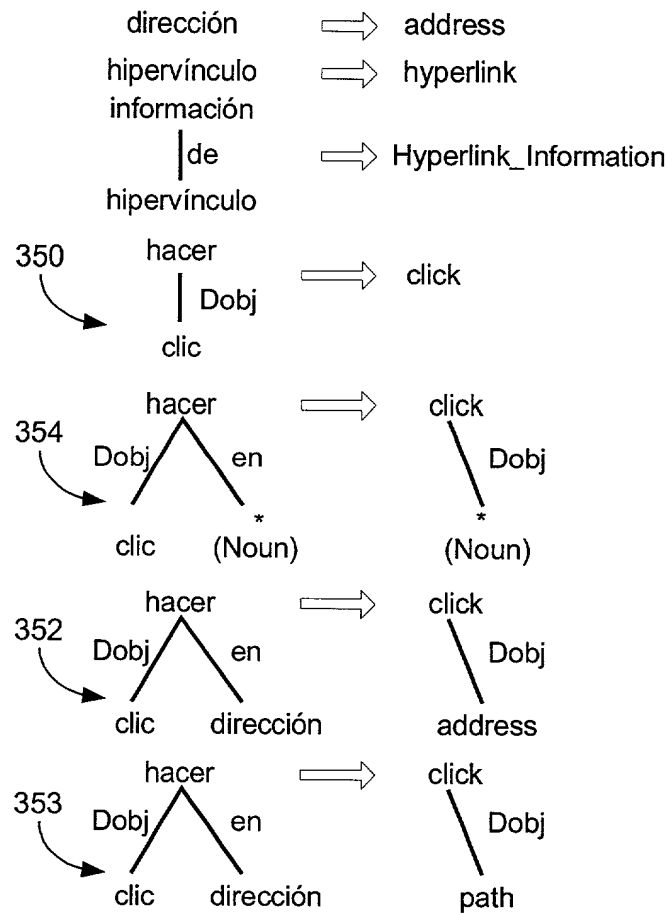 dirección address
hipervínculo hyperlink
información
de Hyperlink_Information
hipervínculo
350 hacer click
Dobj
clic
hacer click
354 Dobj en Dobj
* *
clic (Noun) (Noun)
hacer click
352 Dobj en Dobj
clic dirección address
hacer click
353 Dobj en Dobj
clic dirección path